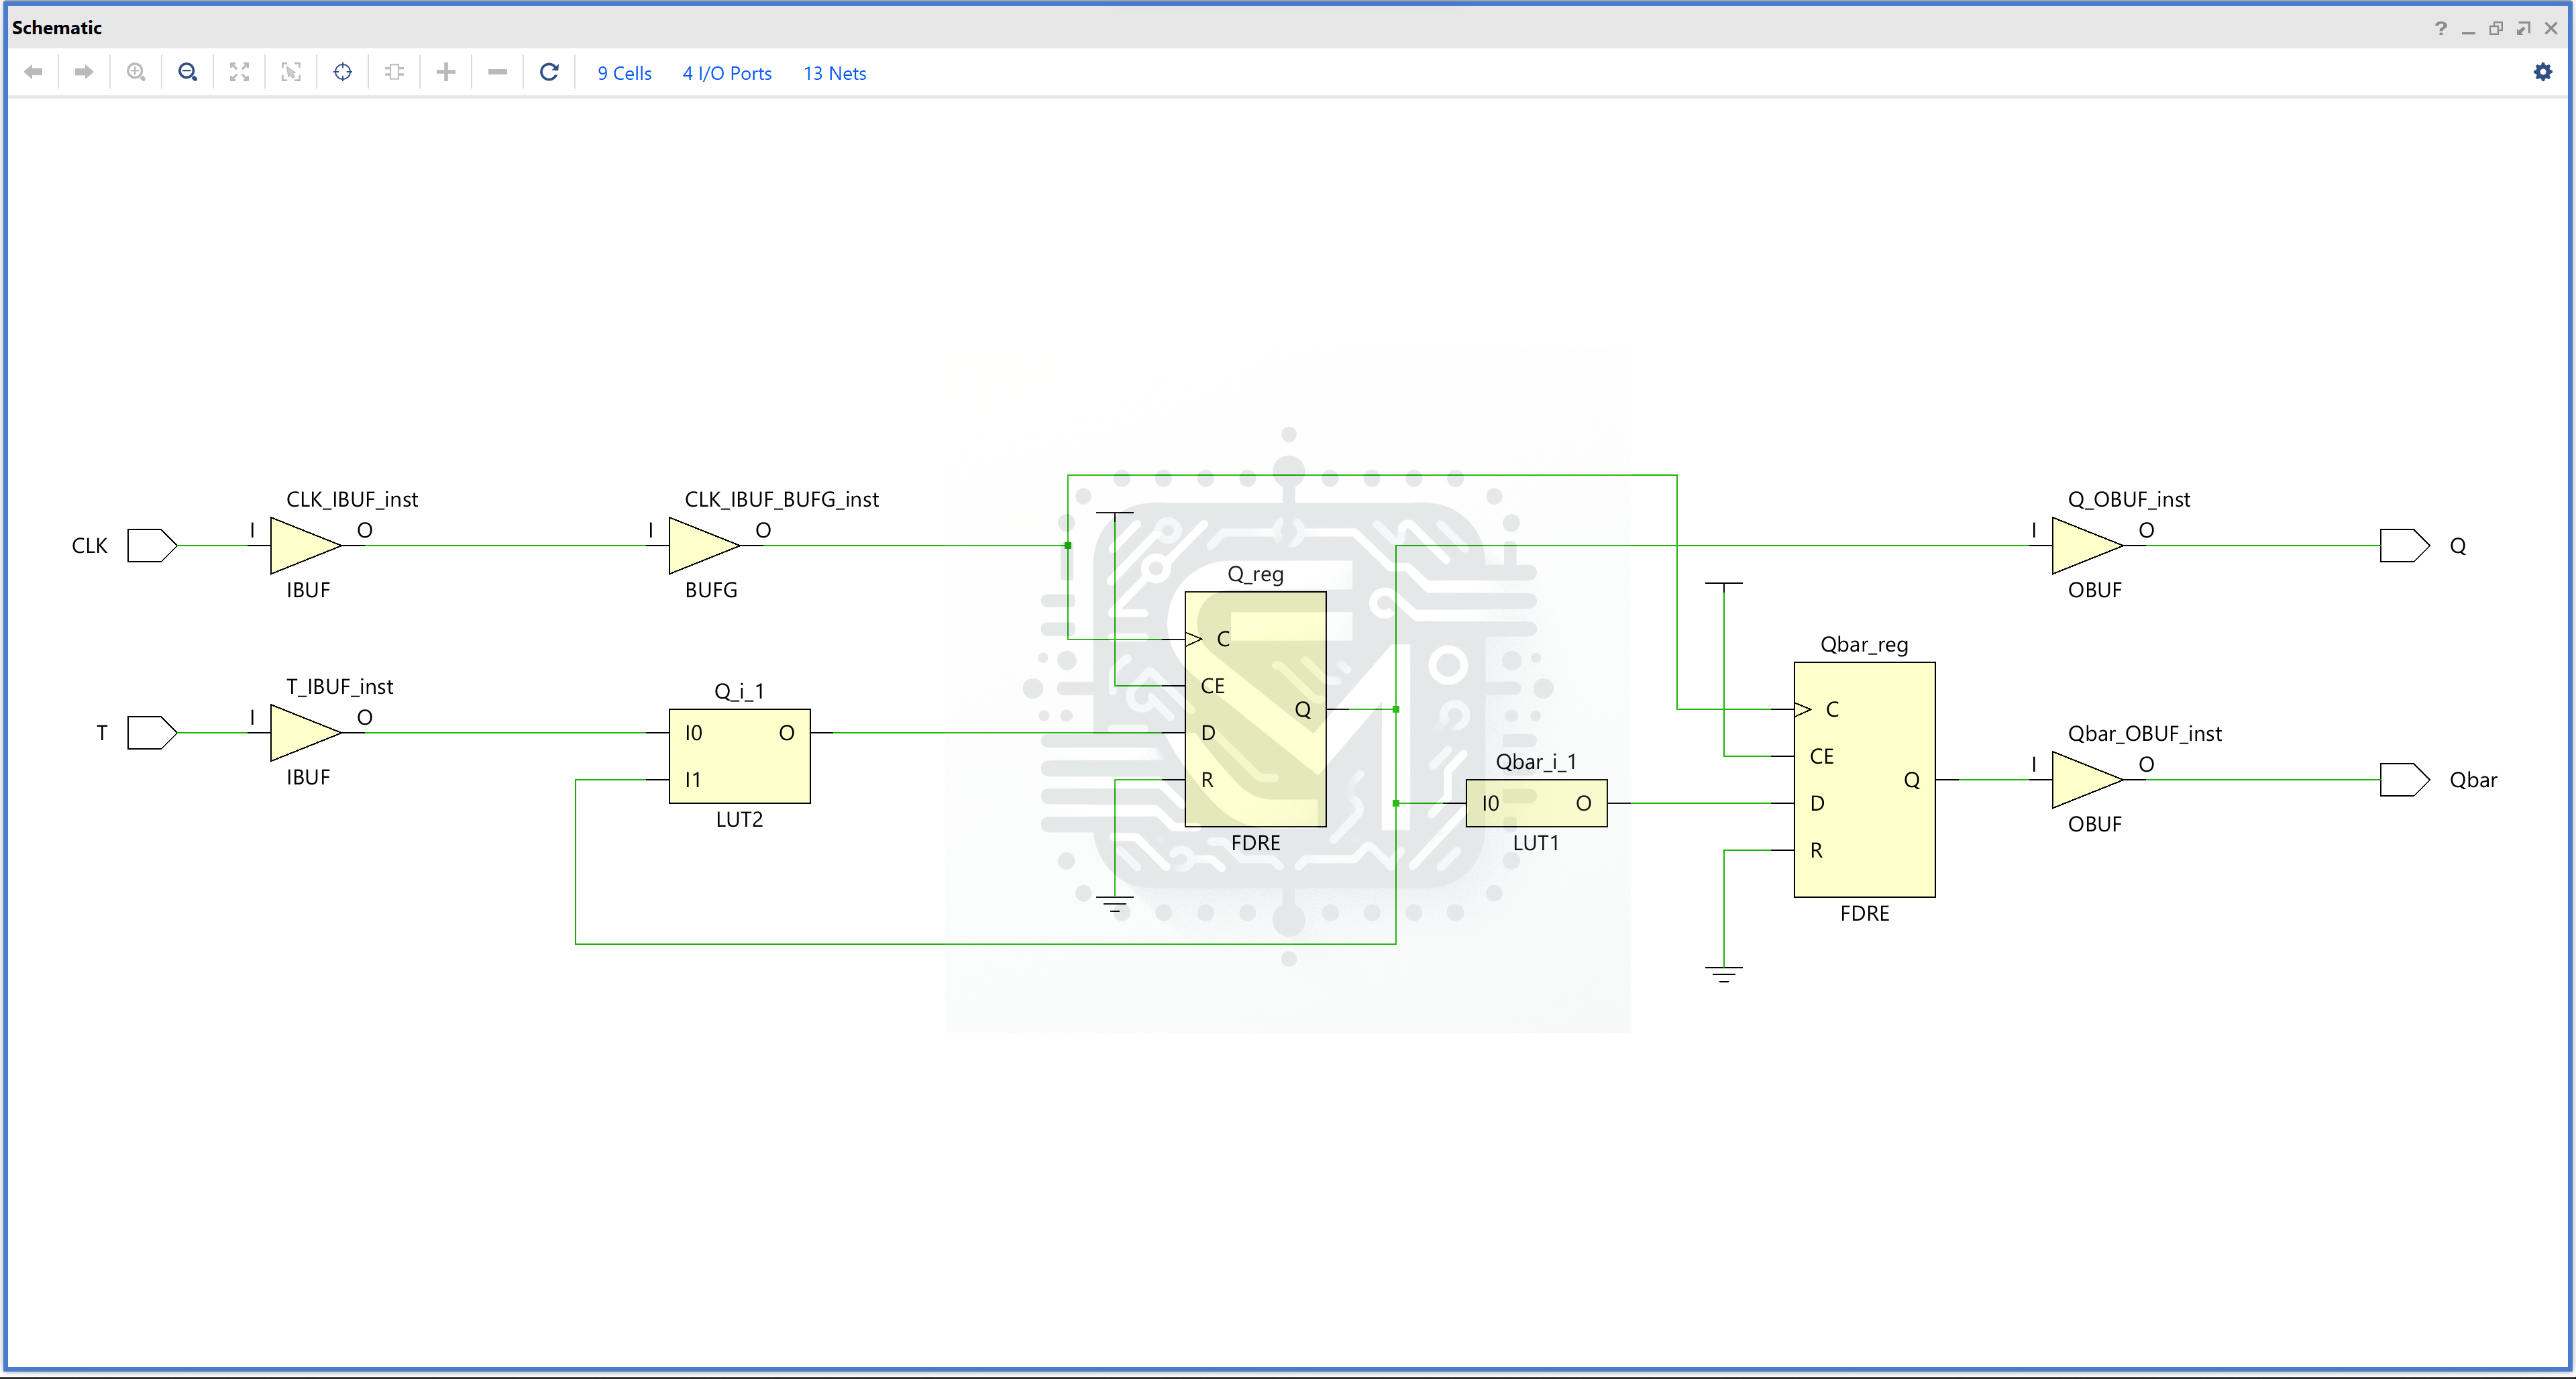 Schematic
9 Cells 4 I/O Ports 13 Nets
CLK_IBUF_inst
CLK I O
IBUF
CLK_IBUF_BUFG_inst
I O
BUFG
T_IBUF_inst
T I O
IBUF
Q_i_1
I0 O
I1
LUT2
Q_reg
C
CE
Q
D
R
FDRE
Qbar_i_1
I0 O
LUT1
Qbar_reg
C
CE
Q
D
R
FDRE
Q_OBUF_inst
I O Q
OBUF
Qbar_OBUF_inst
I O Qbar
OBUF